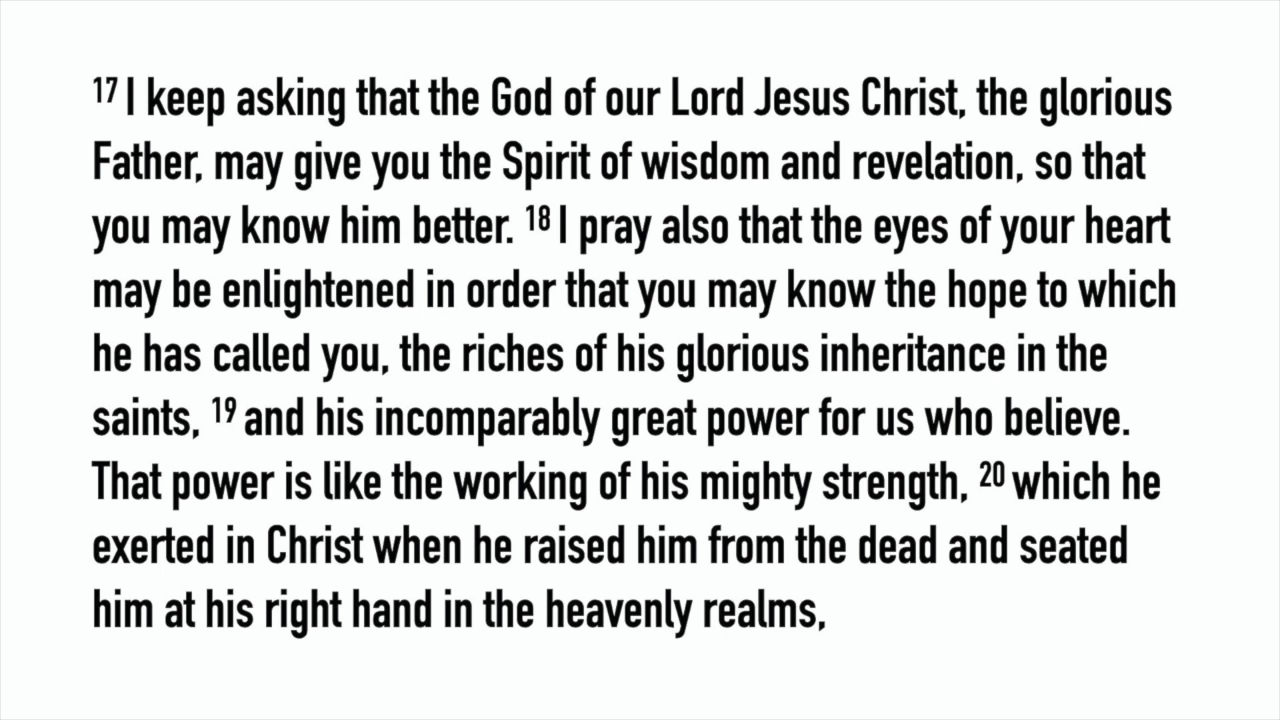 17 I keep asking that the God of our Lord Jesus Christ, the glorious
Father, may give you the Spirit of wisdom and revelation, so that
you may know him better. 18 I pray also that the eyes of your heart
may be enlightened in order that you may know the hope to which
he has called you, the riches of his glorious inheritance in the
saints, 19 and his incomparably great power for us who believe.
That power is like the working of his mighty strength, 20 which he
exerted in Christ when he raised him from the dead and seated
him at his right hand in the heavenly realms,